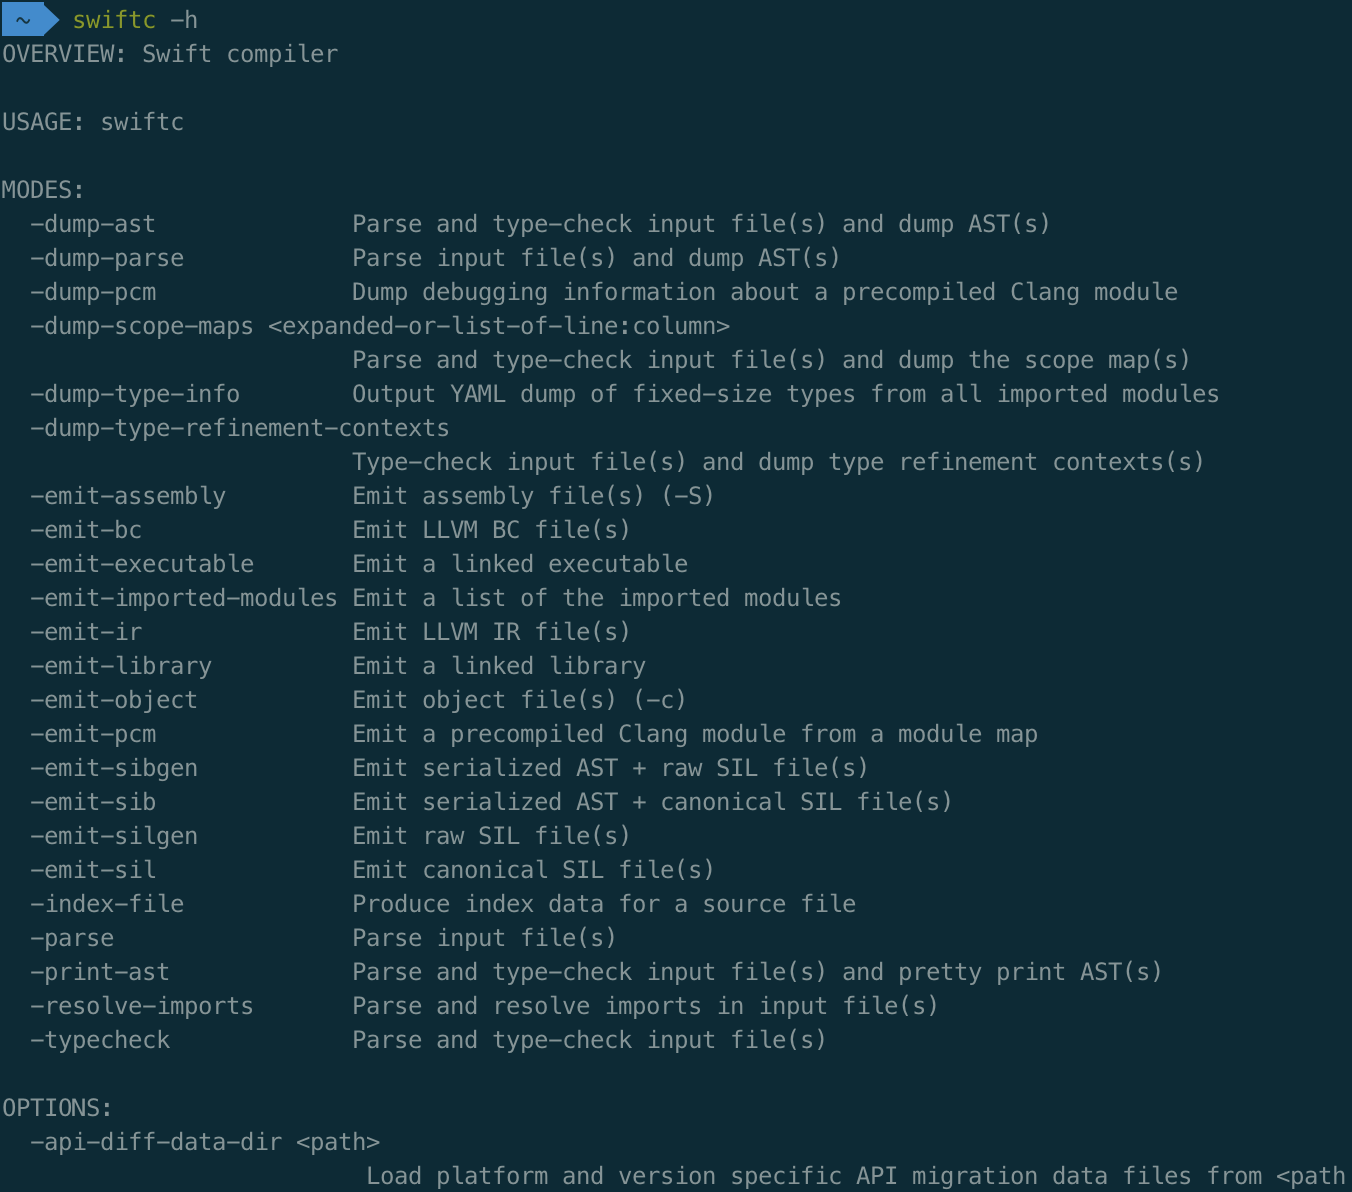 ~ swiftc -h
OVERVIEW: Swift compiler

USAGE: swiftc

MODES:
  -dump-ast              Parse and type-check input file(s) and dump AST(s)
  -dump-parse            Parse input file(s) and dump AST(s)
  -dump-pcm              Dump debugging information about a precompiled Clang module
  -dump-scope-maps <expanded-or-list-of-line:column>
                         Parse and type-check input file(s) and dump the scope map(s)
  -dump-type-info        Output YAML dump of fixed-size types from all imported modules
  -dump-type-refinement-contexts
                         Type-check input file(s) and dump type refinement contexts(s)
  -emit-assembly         Emit assembly file(s) (-S)
  -emit-bc               Emit LLVM BC file(s)
  -emit-executable       Emit a linked executable
  -emit-imported-modules Emit a list of the imported modules
  -emit-ir               Emit LLVM IR file(s)
  -emit-library          Emit a linked library
  -emit-object           Emit object file(s) (-c)
  -emit-pcm              Emit a precompiled Clang module from a module map
  -emit-sibgen           Emit serialized AST + raw SIL file(s)
  -emit-sib              Emit serialized AST + canonical SIL file(s)
  -emit-silgen           Emit raw SIL file(s)
  -emit-sil              Emit canonical SIL file(s)
  -index-file            Produce index data for a source file
  -parse                 Parse input file(s)
  -print-ast             Parse and type-check input file(s) and pretty print AST(s)
  -resolve-imports       Parse and resolve imports in input file(s)
  -typecheck             Parse and type-check input file(s)

OPTIONS:
  -api-diff-data-dir <path>
                          Load platform and version specific API migration data files from <path